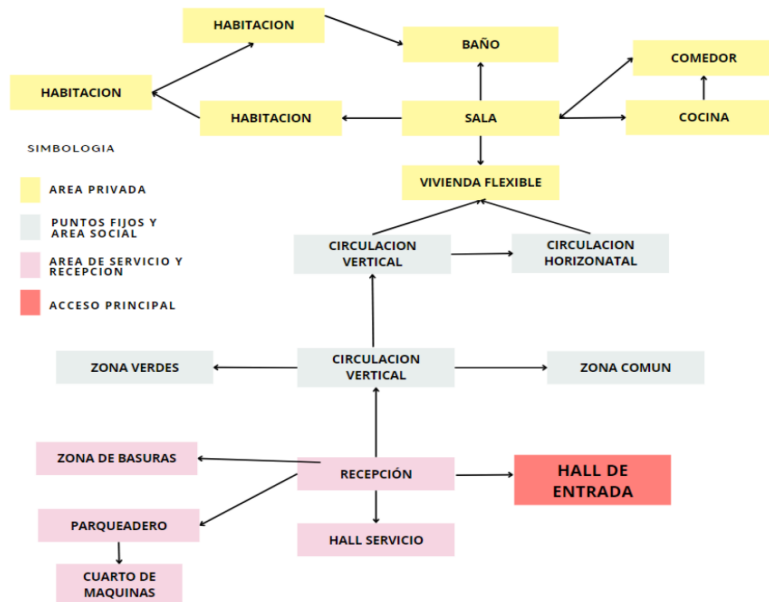 HABITACION
BAÑO
COMEDOR
HABITACION
HABITACION
SALA
COCINA
SIMBOLOGIA
VIVIENDA FLEXIBLE
AREA PRIVADA
PUNTOS FIJOS Y
AREA SOCIAL
CIRCULACION
VERTICAL
CIRCULACION
HORIZONATAL
AREA DE SERVICIO Y
RECEPCION
ACCESO PRINCIPAL
ZONA VERDES
CIRCULACION
VERTICAL
ZONA COMUN
ZONA DE BASURAS
RECEPCIÓN
HALL DE
ENTRADA
PARQUEADERO
HALL SERVICIO
CUARTO DE
MAQUINAS